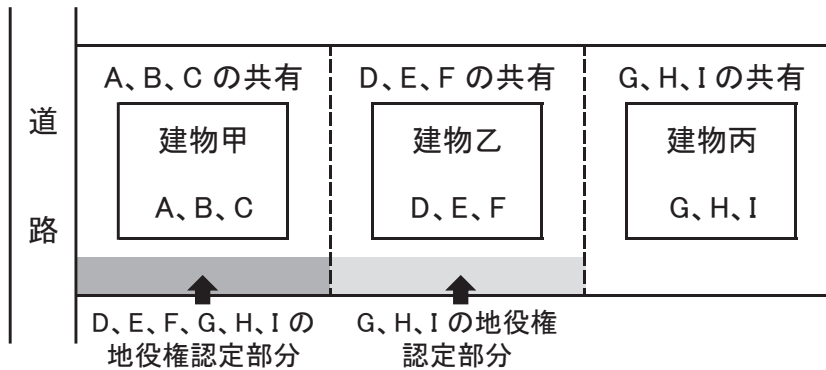 道路
A、B、C の共有
D、E、F の共有
G、H、I の共有
建物甲
A、B、C
建物乙
D、E、F
建物丙
G、H、I
D、E、F、G、H、I の
地役権認定部分
G、H、I の地役権
認定部分